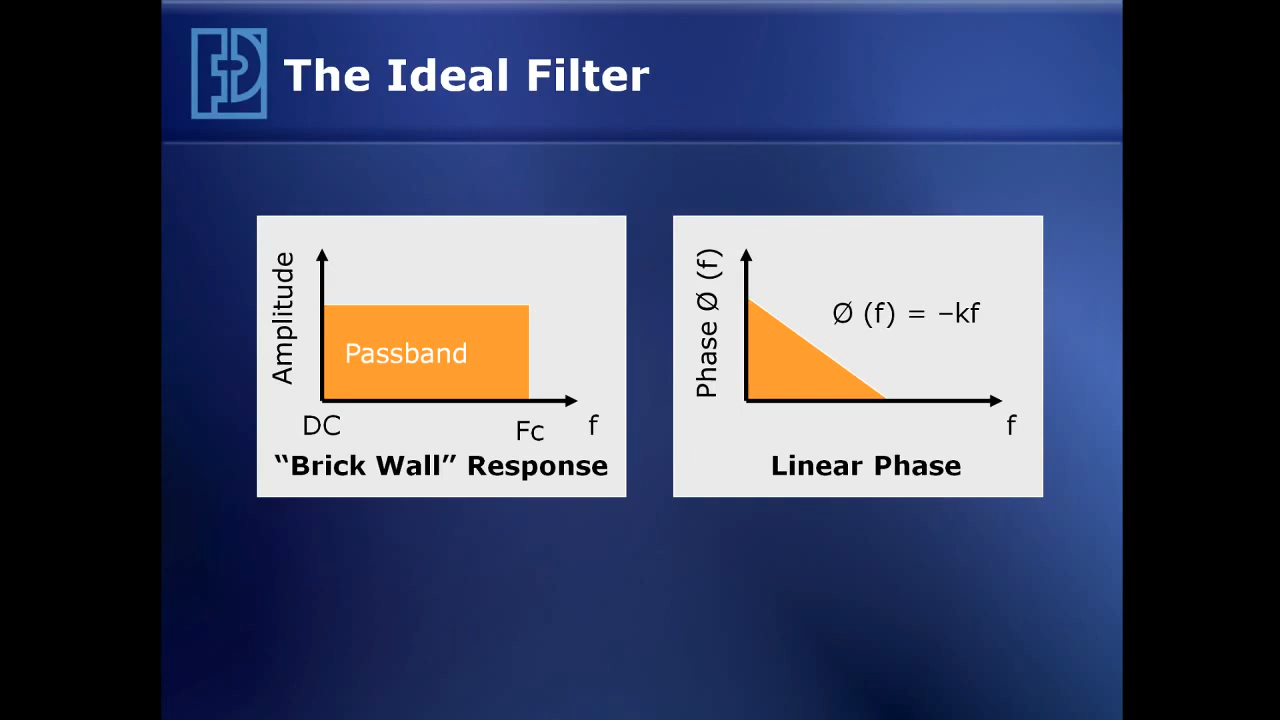 The Ideal Filter
Amplitude
Passband
DC
Fc
f
“Brick Wall” Response
Phase Ø (f)
Ø (f) = –kf
f
Linear Phase